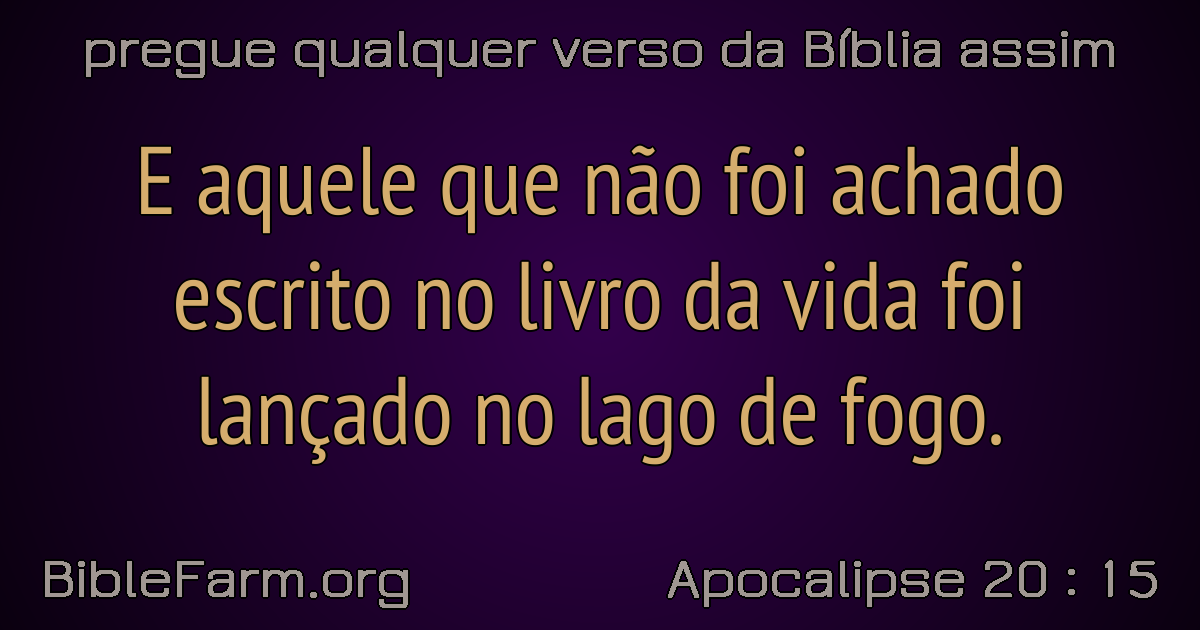 pregue qualquer verso da Bíblia assim
E aquele que não foi achado
escrito no livro da vida foi
lançado no lago de fogo.
BibleFarm.org
Apocalipse 20 : 15